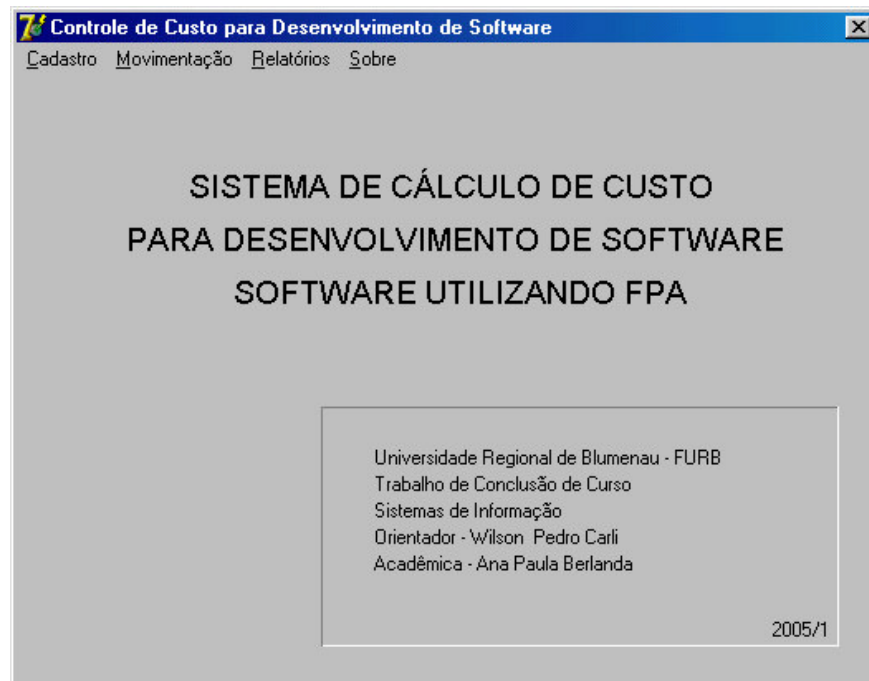 Controle de Custo para Desenvolvimento de Software
Cadastro Movimentação Relatórios Sobre
SISTEMA DE CÁLCULO DE CUSTO
PARA DESENVOLVIMENTO DE SOFTWARE
SOFTWARE UTILIZANDO FPA
Universidade Regional de Blumenau - FURB
Trabalho de Conclusão de Curso
Sistemas de Informação
Orientador - Wilson Pedro Carli
Acadêmica - Ana Paula Berlanda
2005/1